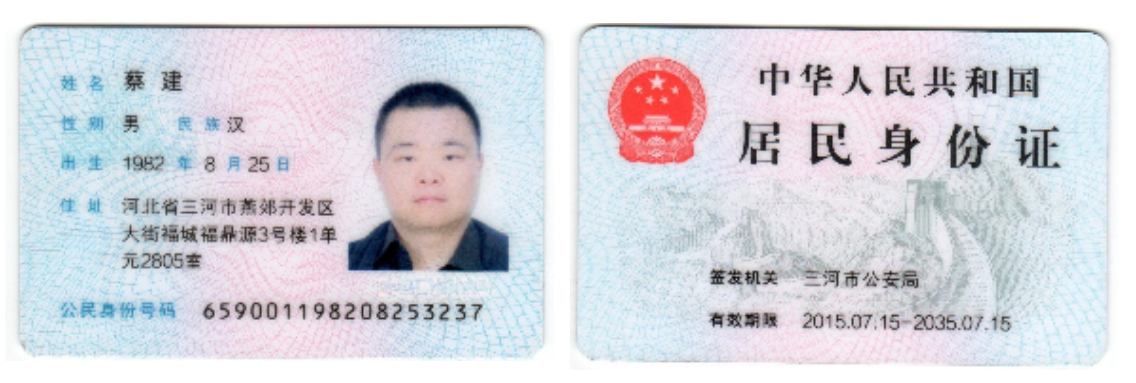 姓名 蔡建
性别 男 民族 汉
出生 1982 年 8 月 25 日
住址 河北省三河市燕郊开发区
大街福城福鼎源3号楼1单
元2805室
公民身份号码 659001198208253237
中华人民共和国
居民身份证
签发机关 三河市公安局
有效期限 2015.07.15-2035.07.15